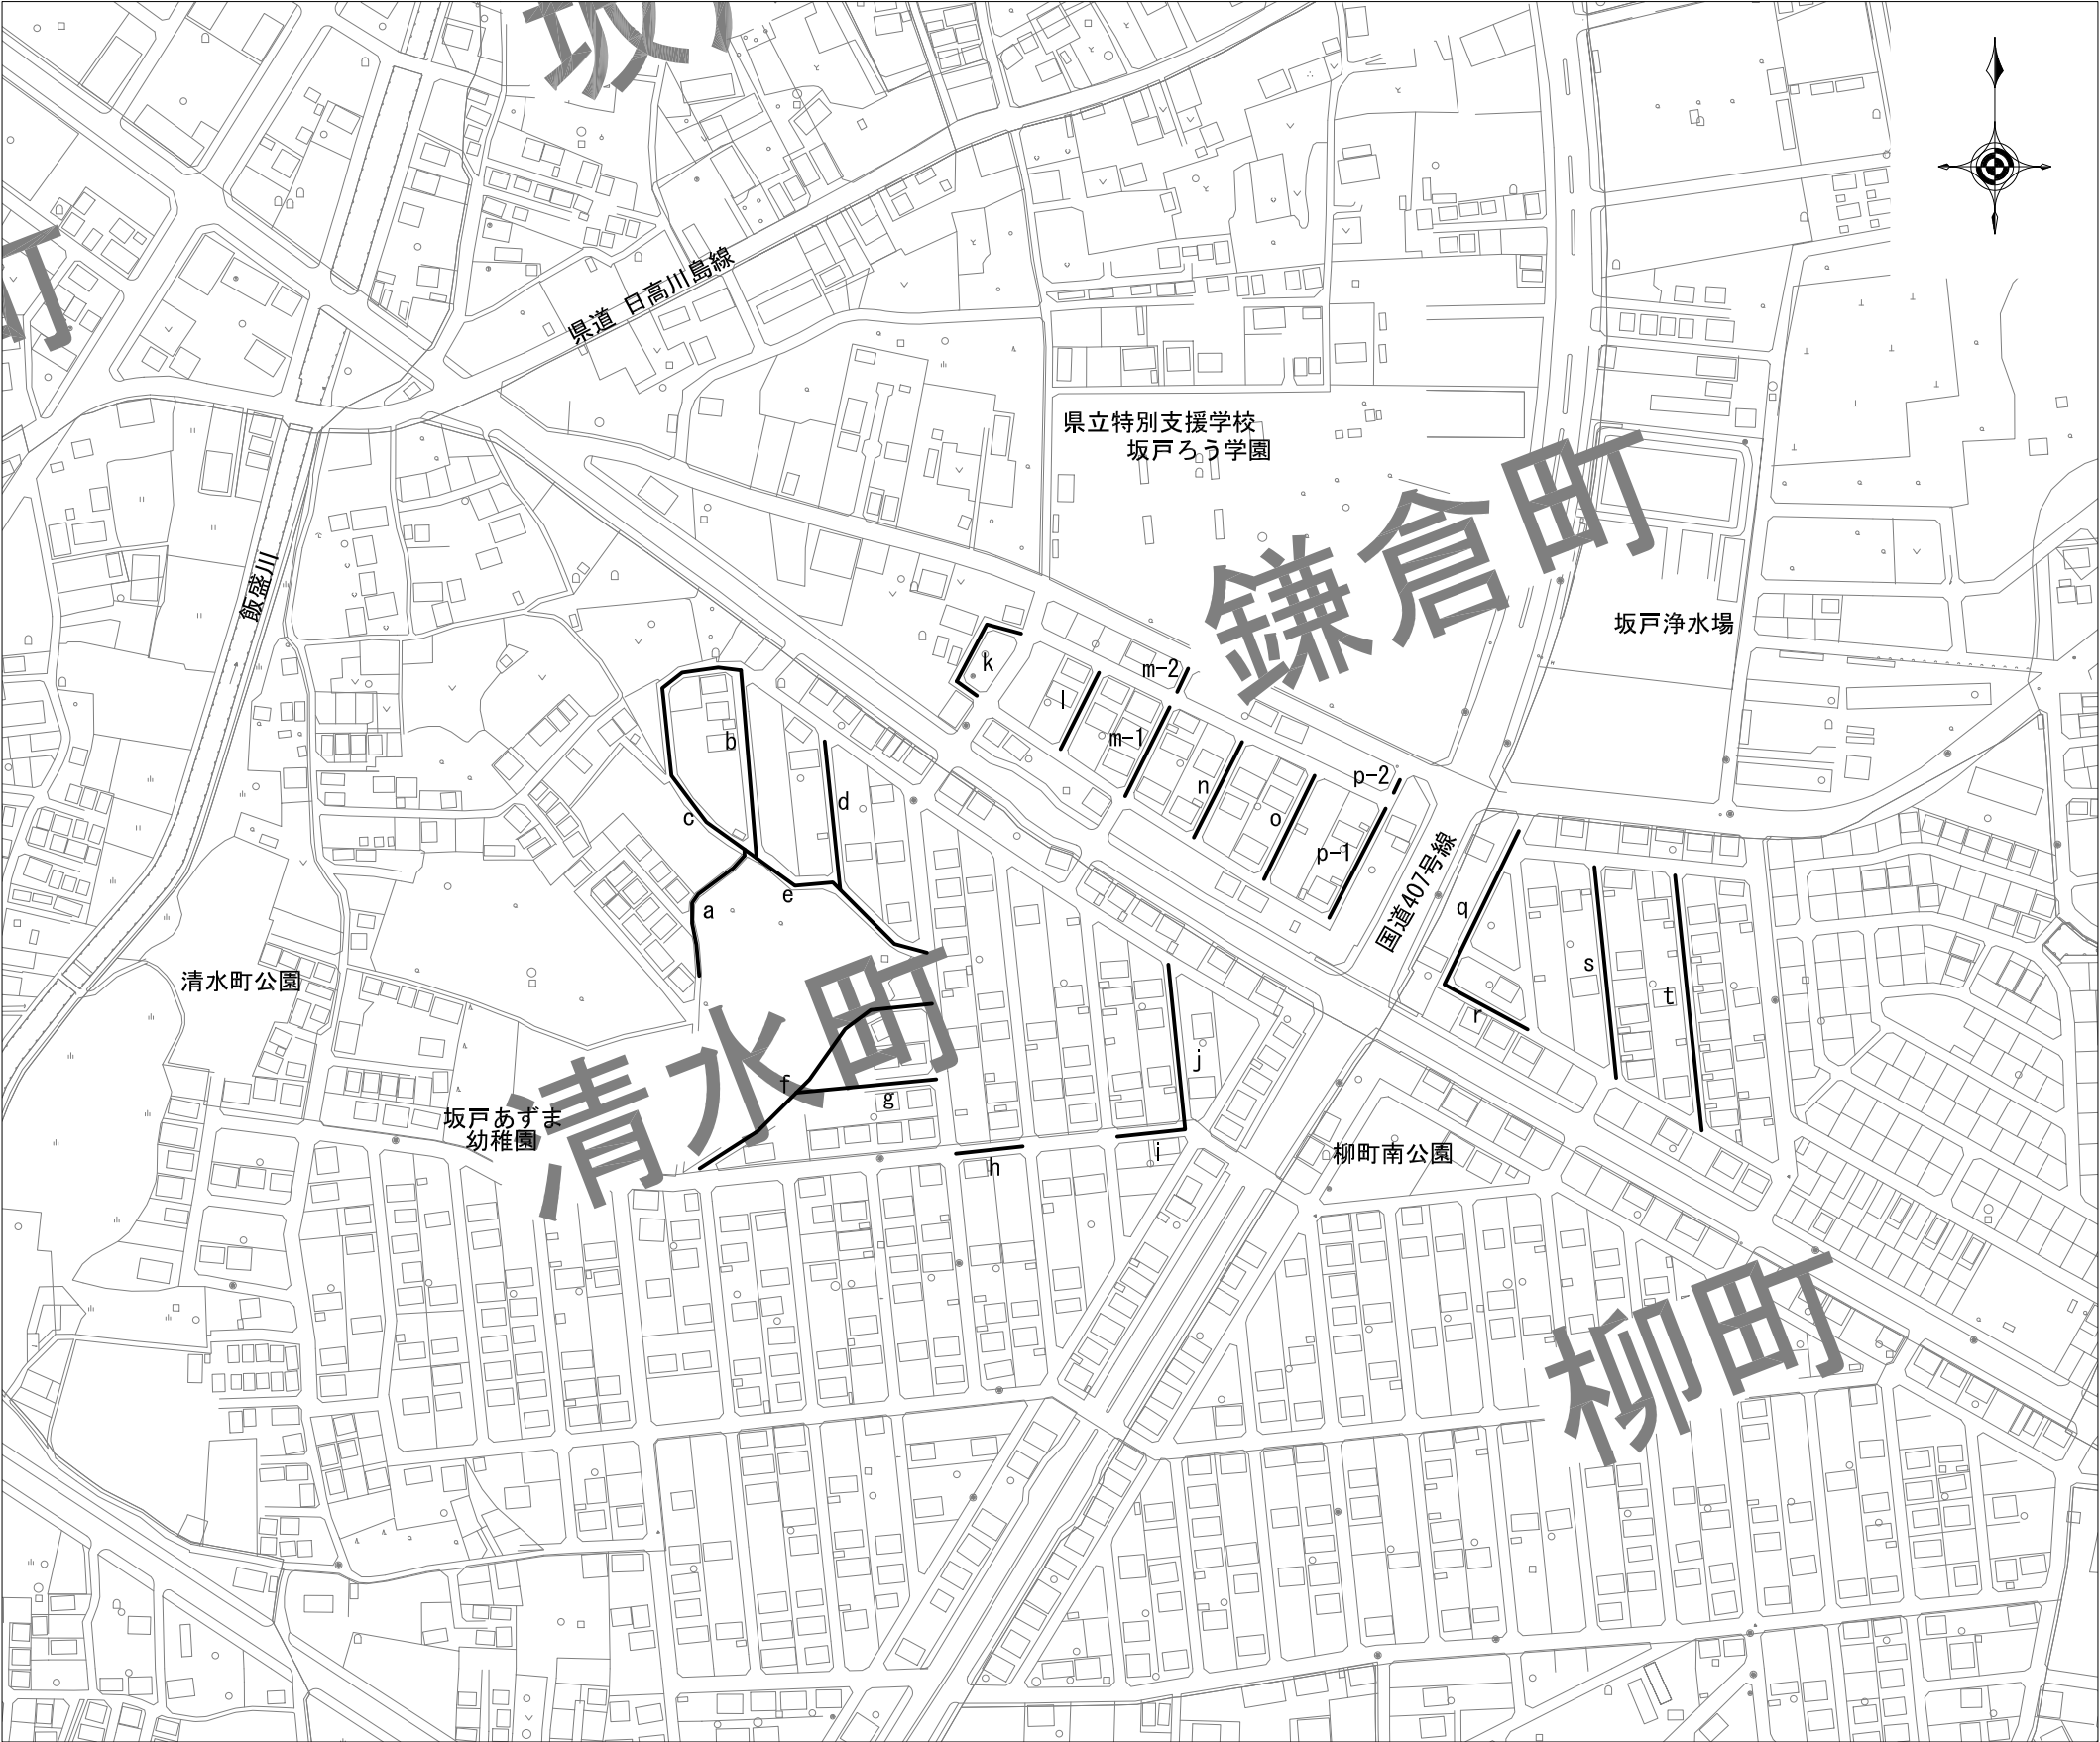 坂
町
県道 日高川島線
県立特別支援学校
坂戸ろう学園
鎌倉町
飯盛川
坂戸浄水場
k
m-2
l
b
m-1
p-2
n
d
o
c
p-1
国道407号線
e
a
q
s
清水町公園
t
r
清水町
j
f
g
坂戸あずま
幼稚園
i
柳町南公園
h
柳町